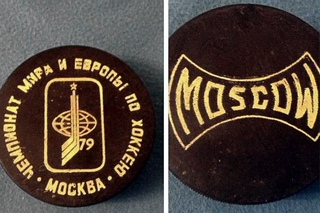 ЧЕМПИОНАТ МИРА И ЕВРОПЫ ПО ХОККЕЮ
79
• МОСКВА •
MOSCOW